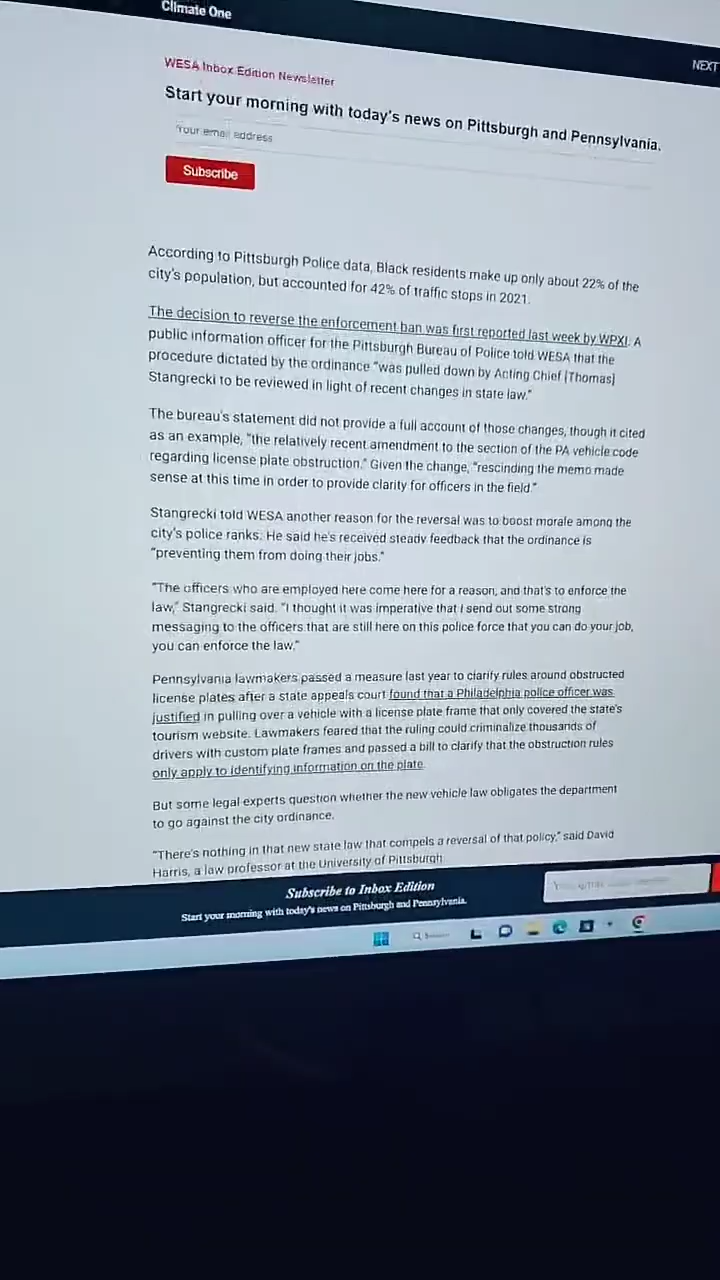 Climate One
NEXT
WESA Inbox Edition Newsletter
Start your morning with today's news on Pittsburgh and Pennsylvania.
Your email address
Subscribe
According to Pittsburgh Police data, Black residents make up only about 22% of the
city's population, but accounted for 42% of traffic stops in 2021.
The decision to reverse the enforcement ban was first reported last week by WPXI. A
public information officer for the Pittsburgh Bureau of Police told WESA that the
procedure dictated by the ordinance "was pulled down by Acting Chief [Thomas]
Stangrecki to be reviewed in light of recent changes in state law."
The bureau's statement did not provide a full account of those changes, though it cited
as an example, "the relatively recent amendment to the section of the PA vehicle code
regarding license plate obstruction." Given the change, "rescinding the memo made
sense at this time in order to provide clarity for officers in the field."
Stangrecki told WESA another reason for the reversal was to boost morale among the
city's police ranks. He said he's received steady feedback that the ordinance is
"preventing them from doing their jobs."
"The officers who are employed here come here for a reason, and that's to enforce the
law," Stangrecki said. "I thought it was imperative that I send out some strong
messaging to the officers that are still here on this police force that you can do your job,
you can enforce the law."
Pennsylvania lawmakers passed a measure last year to clarify rules around obstructed
license plates after a state appeals court found that a Philadelphia police officer was
justified in pulling over a vehicle with a license plate frame that only covered the state's
tourism website. Lawmakers feared that the ruling could criminalize thousands of
drivers with custom plate frames and passed a bill to clarify that the obstruction rules
only apply to identifying information on the plate.
But some legal experts question whether the new vehicle law obligates the department
to go against the city ordinance.
"There's nothing in that new state law that compels a reversal of that policy," said David
Harris, a law professor at the University of Pittsburgh
Subscribe to Inbox Edition
Start your morning with today's news on Pittsburgh and Pennsylvania.